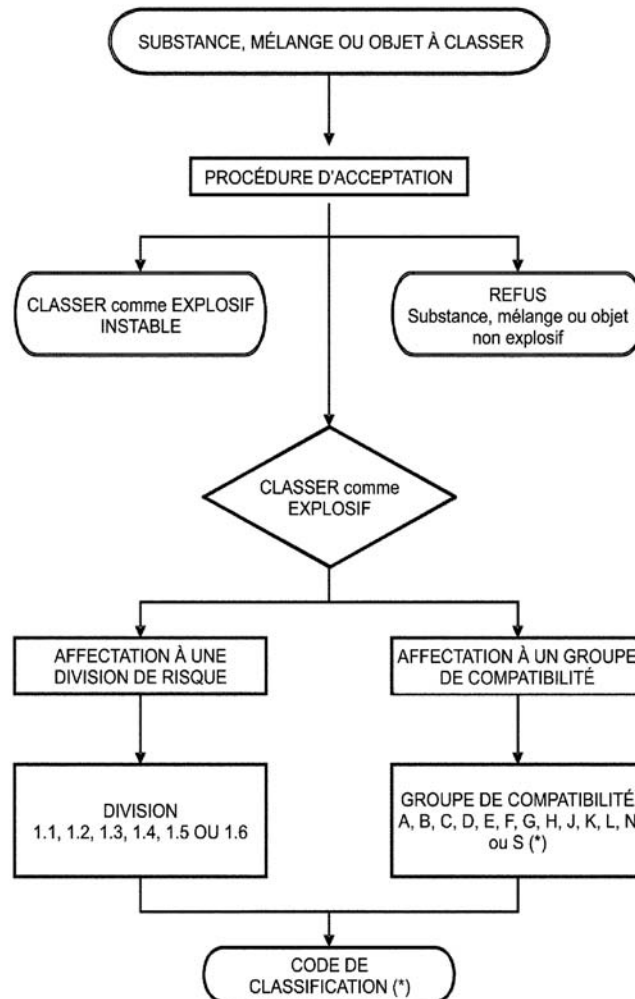 SUBSTANCE, MÉLANGE OU OBJET À CLASSER
PROCÉDURE D'ACCEPTATION
CLASSER comme EXPLOSIF
INSTABLE
REFUS
Substance, mélange ou objet
non explosif
CLASSER comme
EXPLOSIF
AFFECTATION À UNE
DIVISION DE RISQUE
AFFECTATION À UN GROUPE
DE COMPATIBILITÉ
DIVISION
1.1, 1.2, 1.3, 1.4, 1.5 OU 1.6
GROUPE DE COMPATIBILITÉ
A, B, C, D, E, F, G, H, J, K, L, N
ou S (*)
CODE DE
CLASSIFICATION (*)